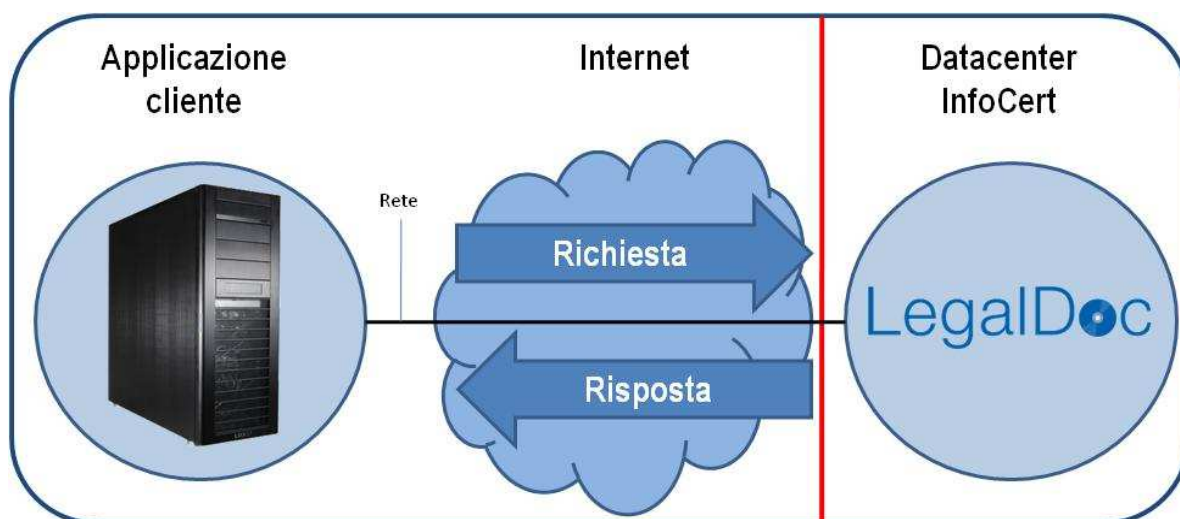 Applicazione
cliente
Internet
Datacenter
InfoCert
Rete
Richiesta
LegalDoc
Risposta